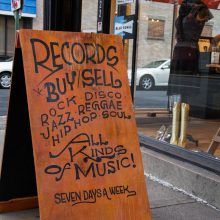 RECORDS
BUY/SELL
ROCK DISCO
JAZZ REGGAE
HIP-HOP SOUL
ALL
KINDS
OF MUSIC!
SEVEN DAYS A WEEK